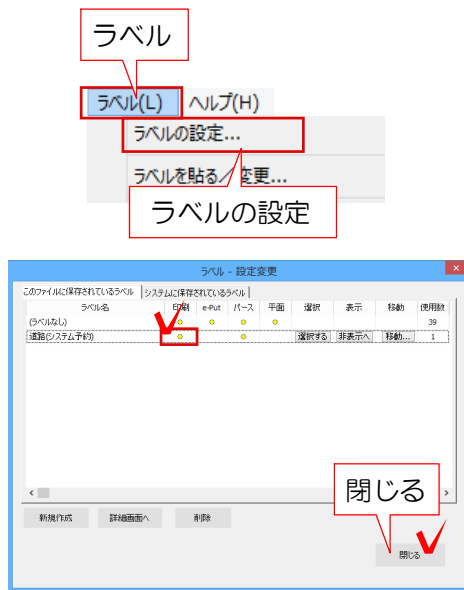 ラベル
ラベル(L) ヘルプ(H)
ラベルの設定...
ラベルを貼る/変更...
ラベルの設定
ラベル - 設定変更
このファイルに保存されているラベル システムに保存されているラベル
ラベル名 印刷 e-Put パース 平面 選択 表示 移動 使用数
(ラベルなし) 39
道路(システム予約) 選択する 非表示へ 移動... 1
閉じる
新規作成 詳細画面へ 削除
閉じる